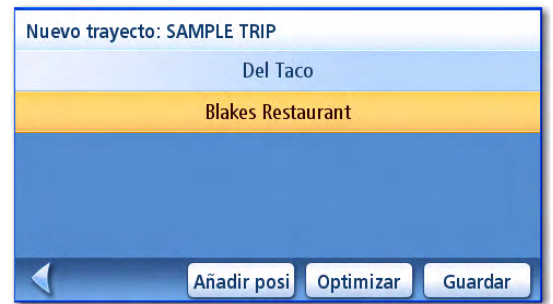 Nuevo trayecto: SAMPLE TRIP
Del Taco
Blakes Restaurant
Añadir posi Optimizar Guardar